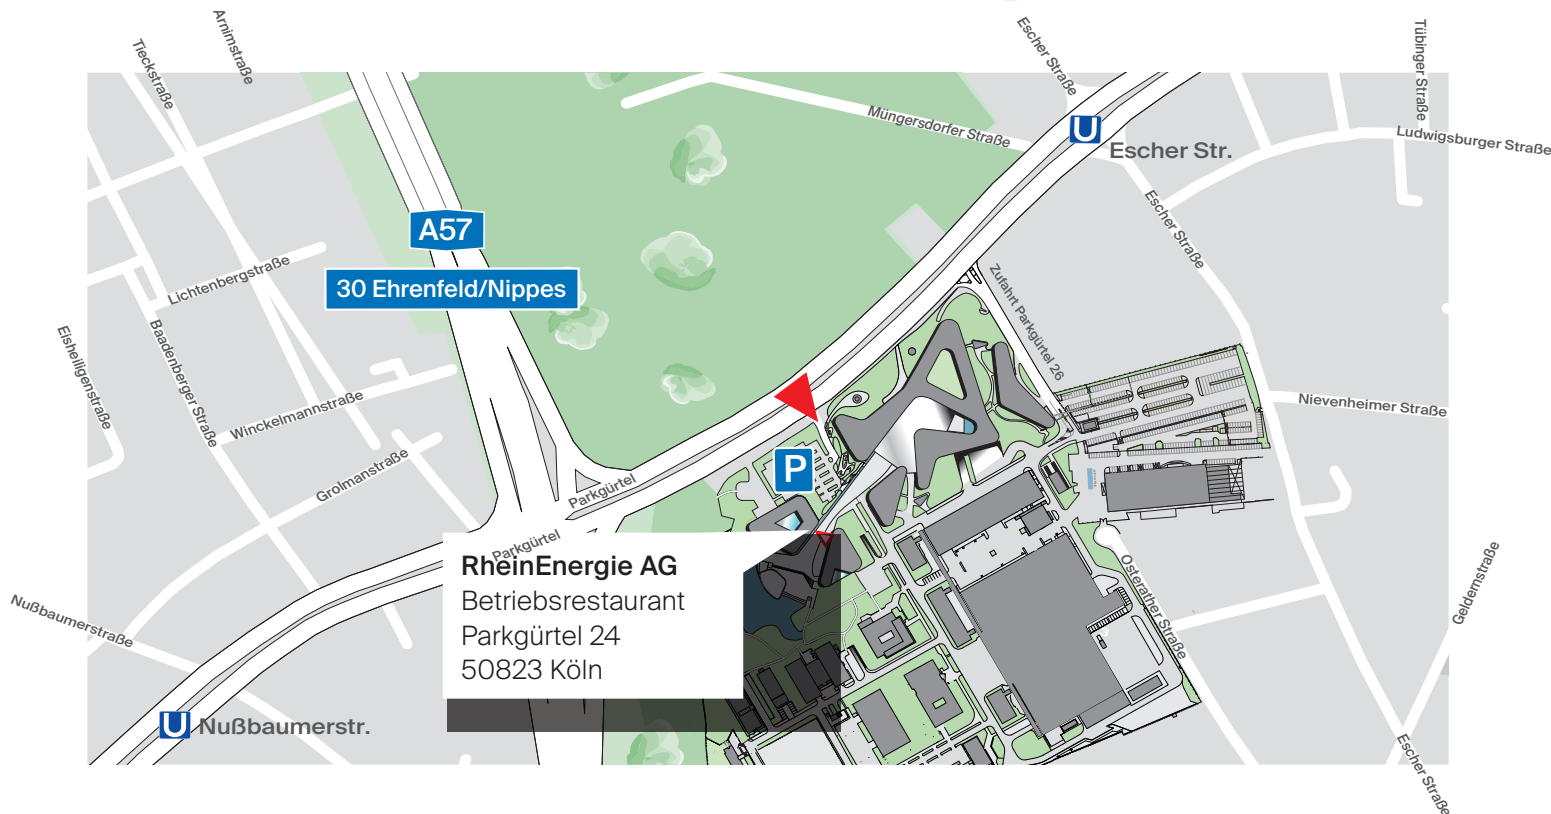 Arnimstraße
Tieckstraße
Escher Straße
Tübinger Straße
Müngersdorfer Straße
U
Escher Str.
Ludwigsburger Straße
Escher Straße
A57
30 Ehrenfeld/Nippes
Lichtenbergstraße
Zufahrt Parkgürtel 26
Eisheiligenstraße
Baadenberger Straße
Winckelmannstraße
Nievenheimer Straße
Grolmanstraße
P
Parkgürtel
Parkgürtel
RheinEnergie AG
Betriebsrestaurant
Parkgürtel 24
50823 Köln
Osterather Straße
Geldernstraße
Nußbaumerstraße
U
Nußbaumerstr.
Escher Straße